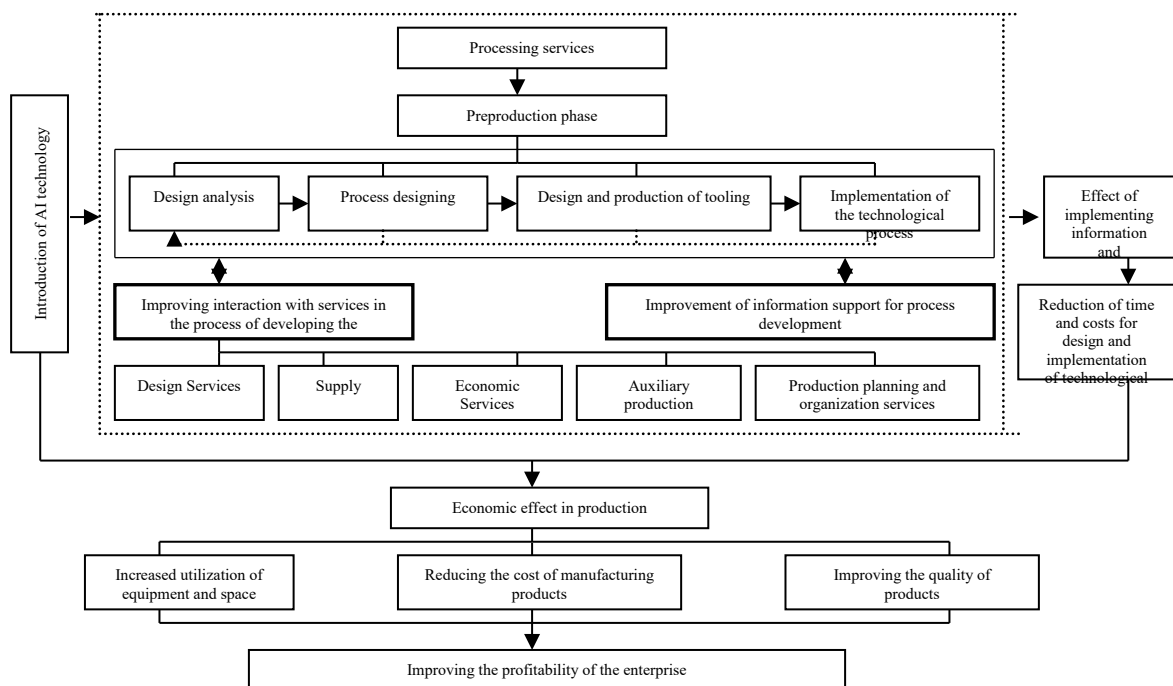 Processing services
Preproduction phase
Introduction of AI technology
Design analysis
Process designing
Design and production of tooling
Implementation of
the technological
process
Effect of
implementing
information and
Improving interaction with services in
the process of developing the
Improvement of information support for process
development
Reduction of time
and costs for
design and
implementation
of technological
Design Services
Supply
Economic
Services
Auxiliary
production
Production planning and
organization services
Economic effect in production
Increased utilization of
equipment and space
Reducing the cost of manufacturing
products
Improving the quality of
products
Improving the profitability of the enterprise